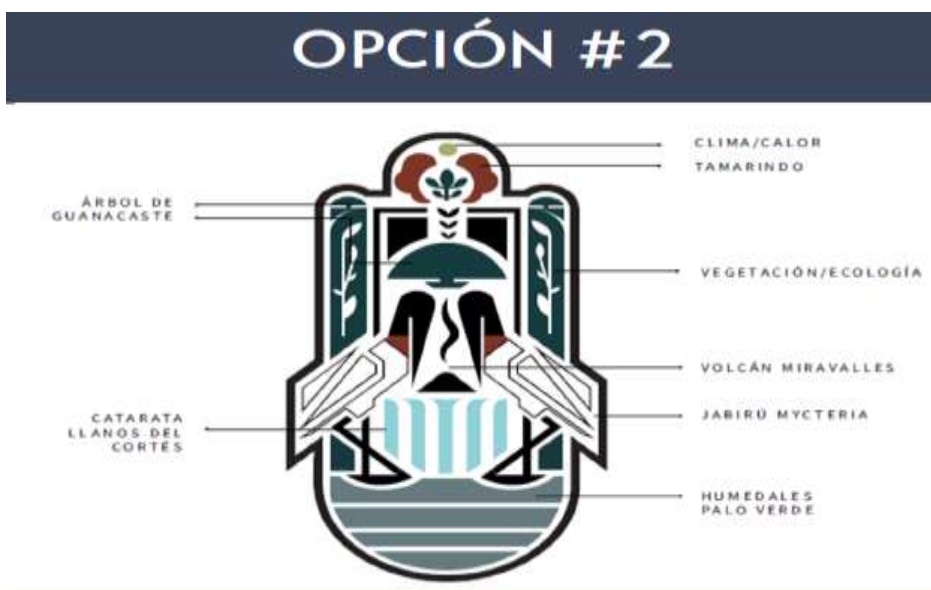 OPCIÓN #2
CLIMA/CALOR
TAMARINDO
ÁRBOL DE
GUANACASTE
VEGETACIÓN/ECOLOGÍA
VOLCÁN MIRAVALLES
JABIRÚ MYCTERIA
CATARATA
LLANOS DEL
CORTÉS
HUMEDALES
PALO VERDE